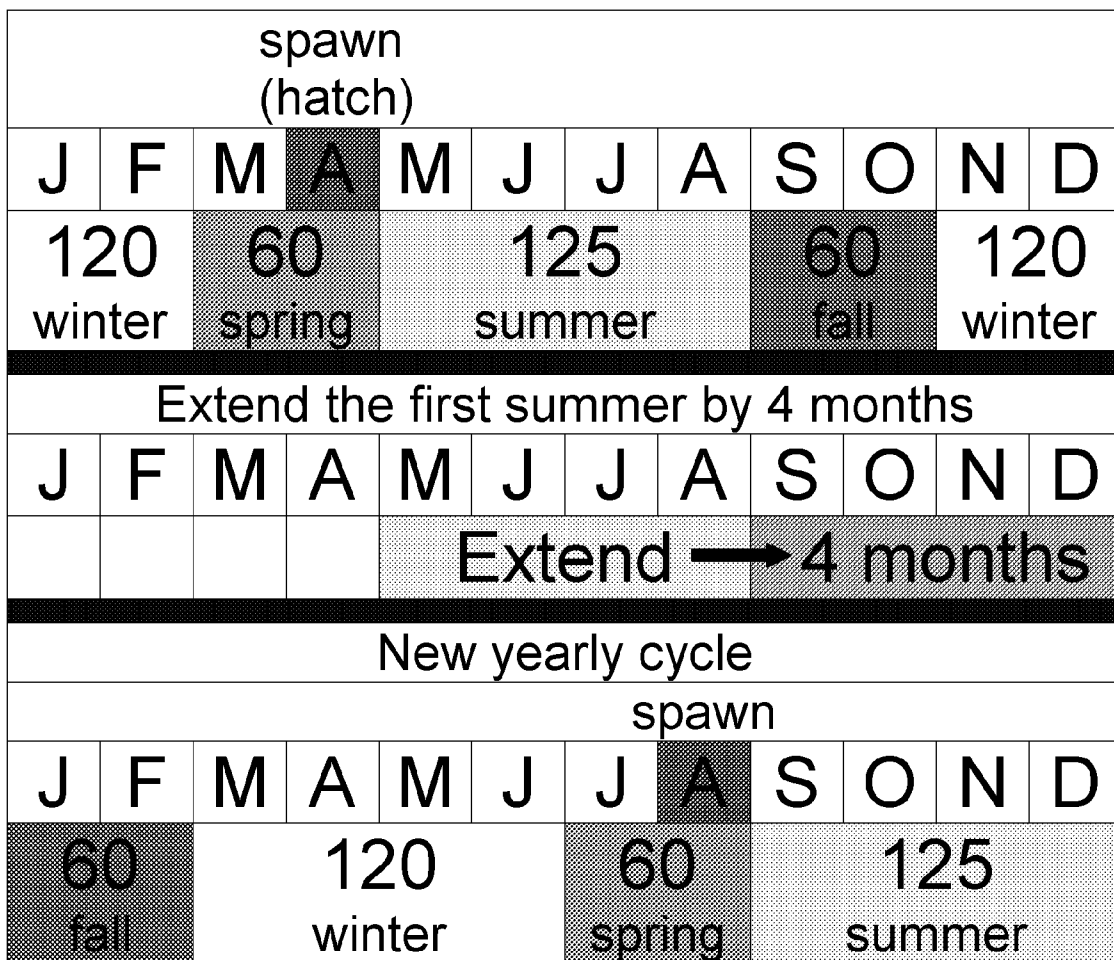 spawn
(hatch)
J F M A M J J A S O N D
120 60 125 60 120
winter spring summer fall winter
Extend the first summer by 4 months
J F M A M J J A S O N D
Extend 4 months
New yearly cycle
spawn
J F M A M J J A S O N D
60 120 60 125
fall winter spring summer